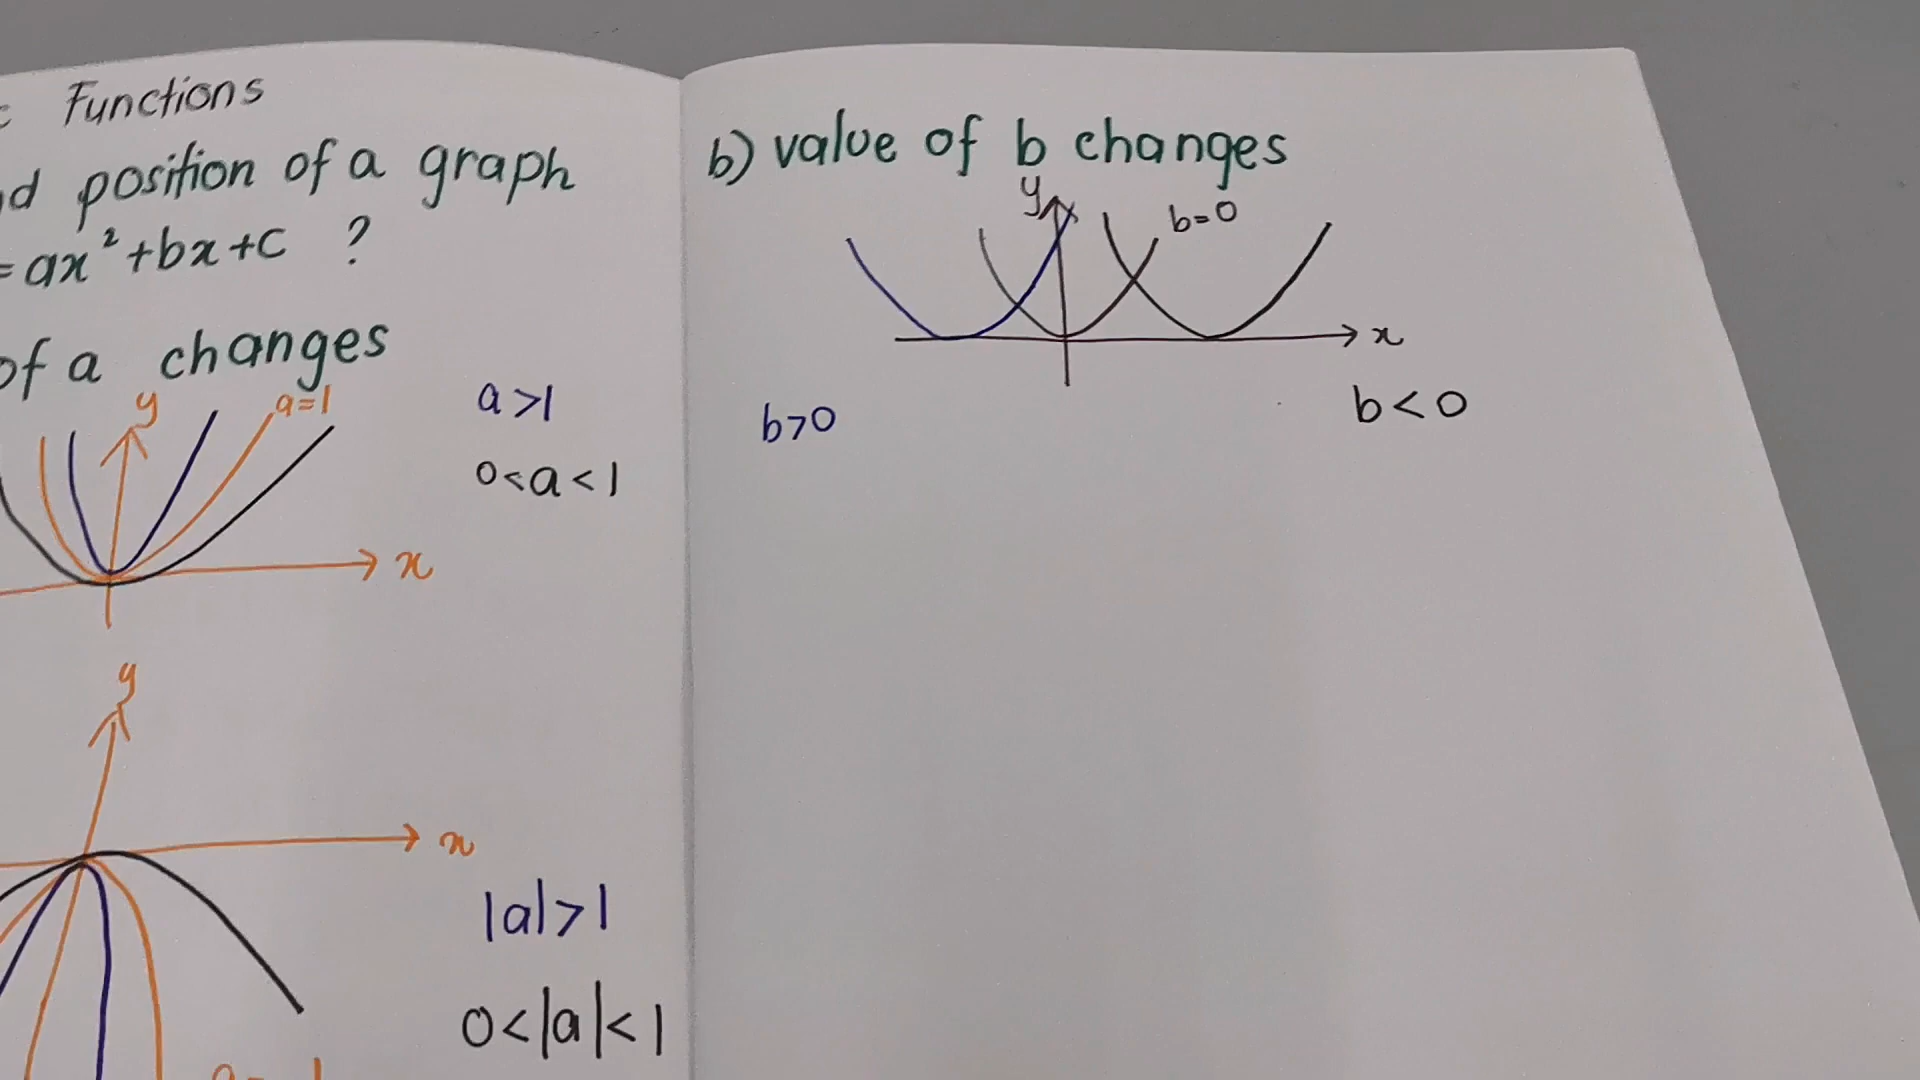 Functions
position of a graph
= ax²+bx+c ?
of a changes
y
a=1
a>1
0<a<1
x
y
x
|a|>1
0<|a|<1
b) value of b changes
y
b=0
x
b>0
b<0